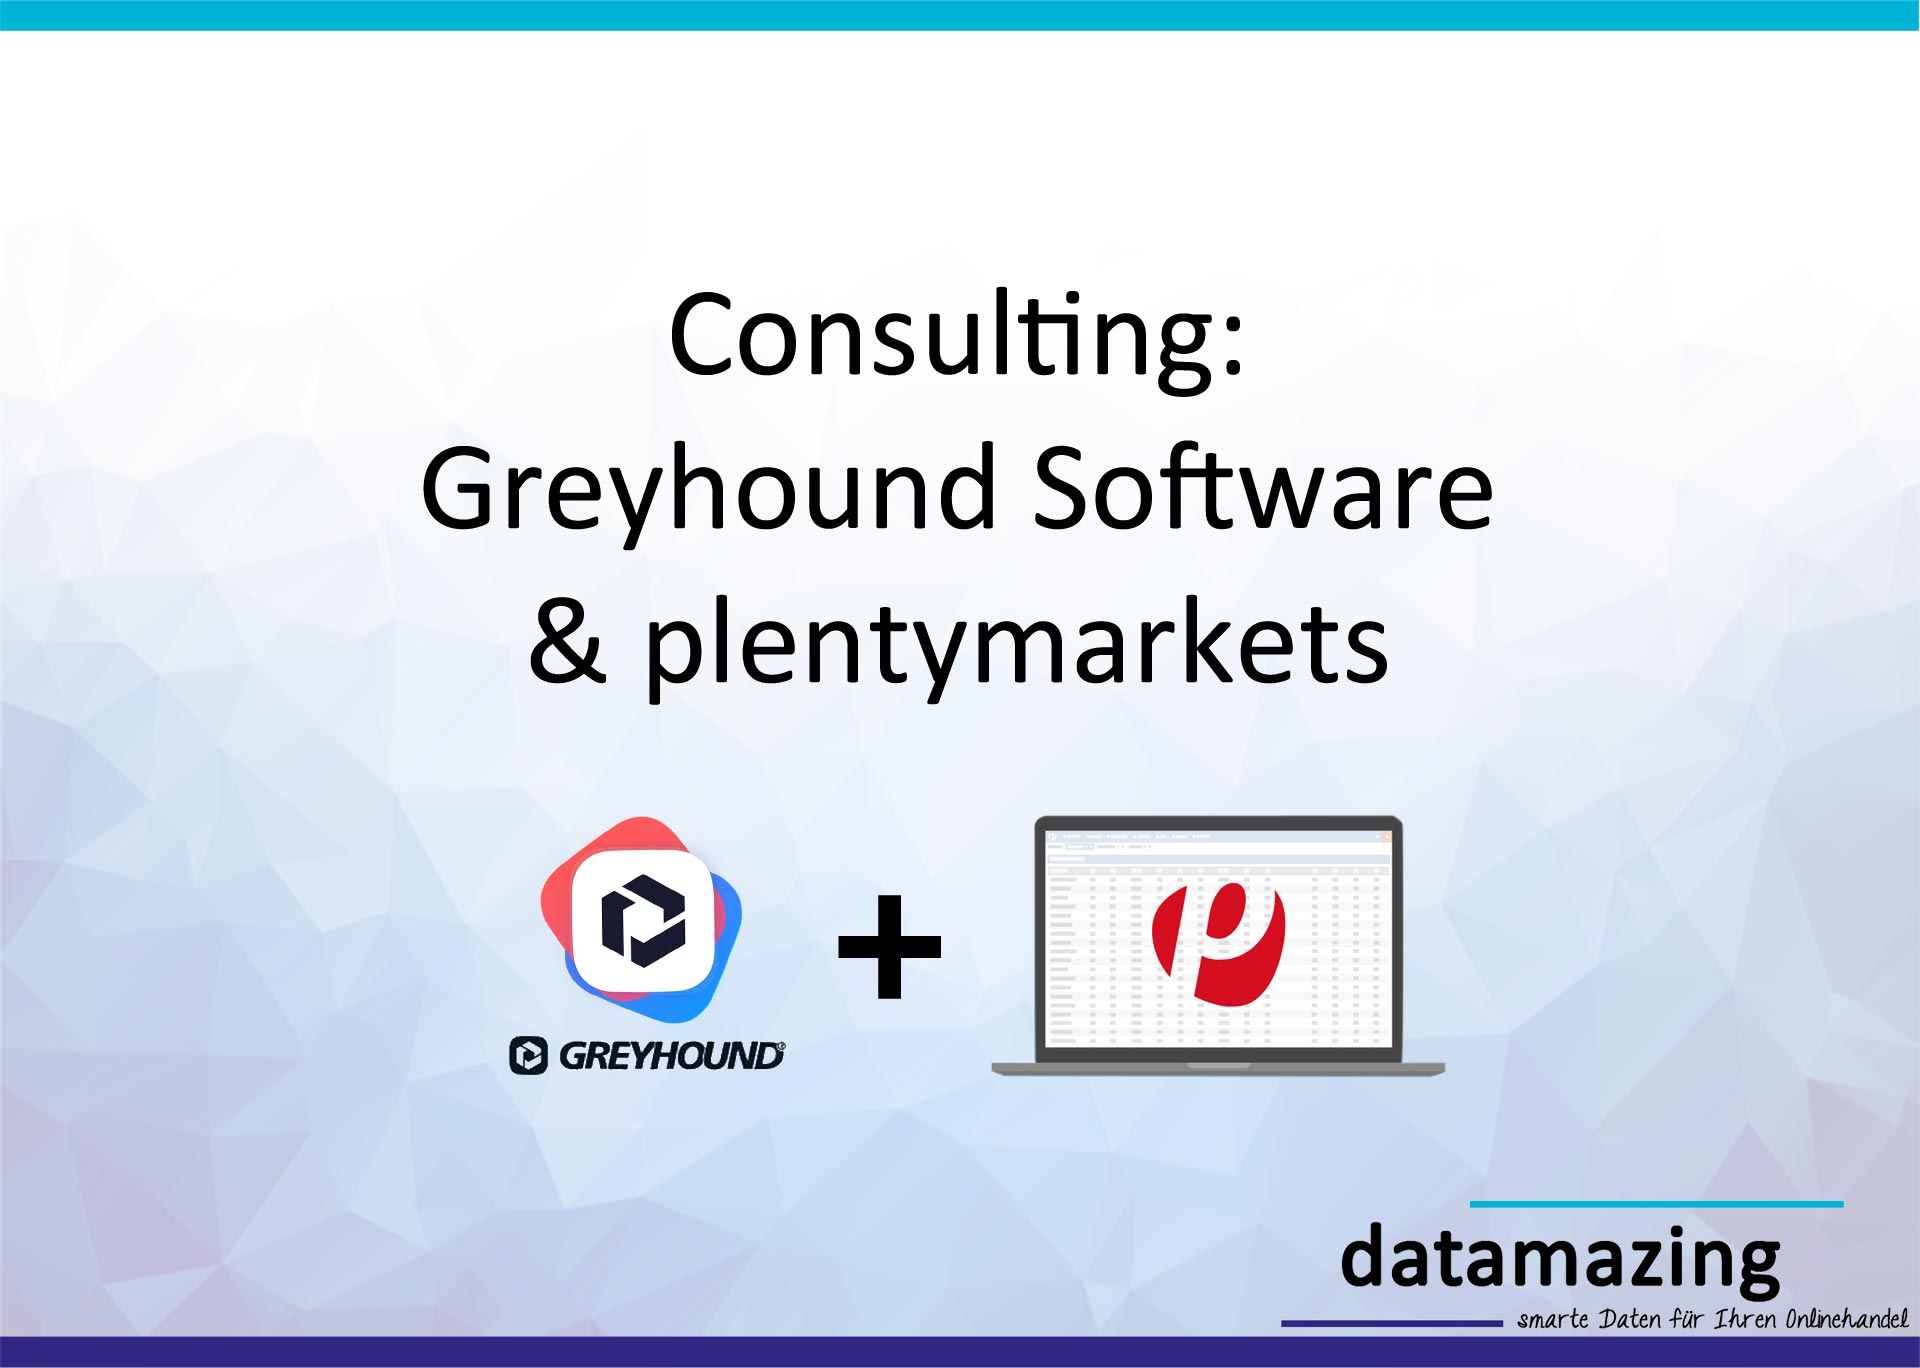 Consulting:
Greyhound Software
& plentymarkets
+
GREYHOUND
datamazing
smarte Daten für Ihren Onlinehandel